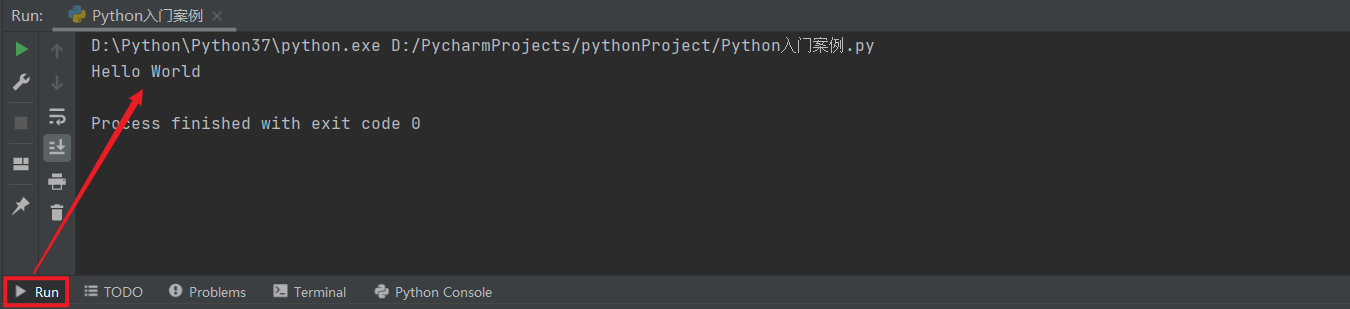 Run: Python入门案例
D:\Python\Python37\python.exe D:/PycharmProjects/pythonProject/Python入门案例.py
Hello World
Process finished with exit code 0
Run TODO Problems Terminal Python Console